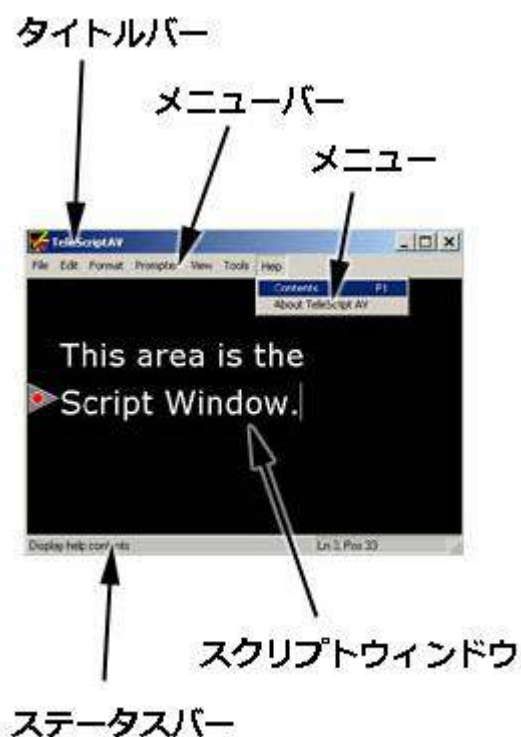 タイトルバー
メニューバー
メニュー
TeleScriptAV
File Edit Format Prompter View Tools Help
Contents F1
About TeleScript AV
This area is the
Script Window.
Display help contents
Ln 3, Pos 33
スクリプトウィンドウ
ステータスバー